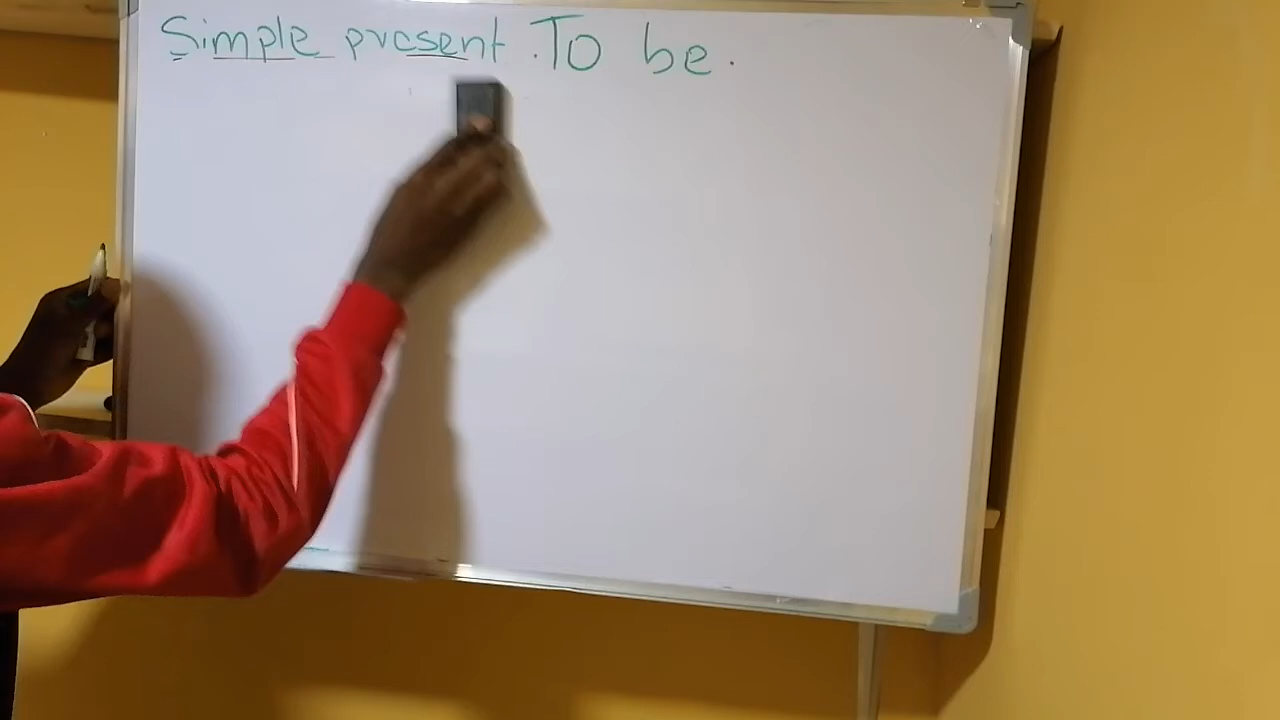 Simple present . To be .